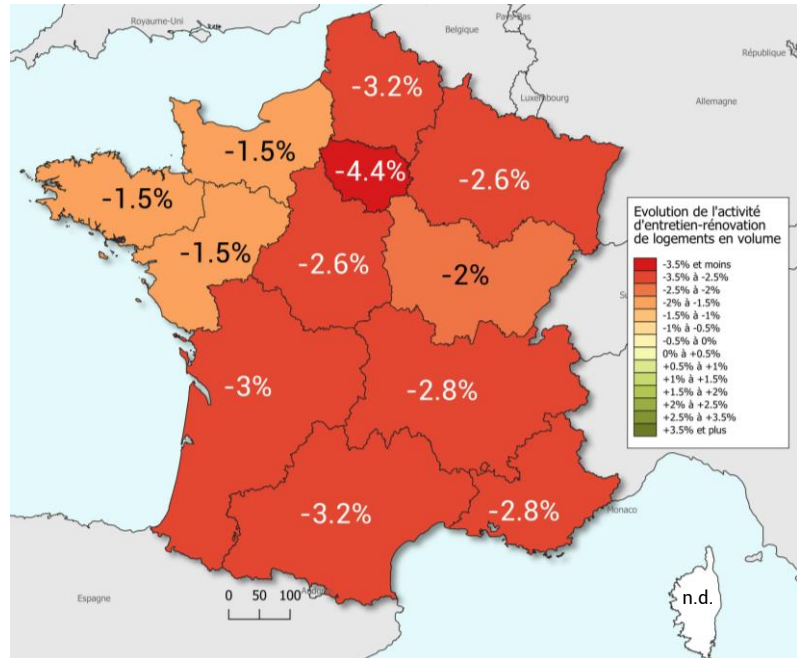 Royaume-Uni
Pays-Bas
Belgique
République
Luxembourg
Allemagne
-3.2%
-1.5%
-4.4%
-2.6%
-1.5%
-1.5%
-2.6%
-2%
Evolution de l'activité
d'entretien-rénovation
de logements en volume
-3.5% et moins
-3.5% à -2.5%
-2.5% à -2%
-2% à -1.5%
-1.5% à -1%
-1% à -0.5%
-0.5% à 0%
0% à +0.5%
+0.5% à +1%
+1% à +1.5%
+1.5% à +2%
+2% à +2.5%
+2.5% à +3.5%
+3.5% et plus
-3%
-2.8%
-3.2%
-2.8%
Monaco
Espagne
0 50 100
n.d.